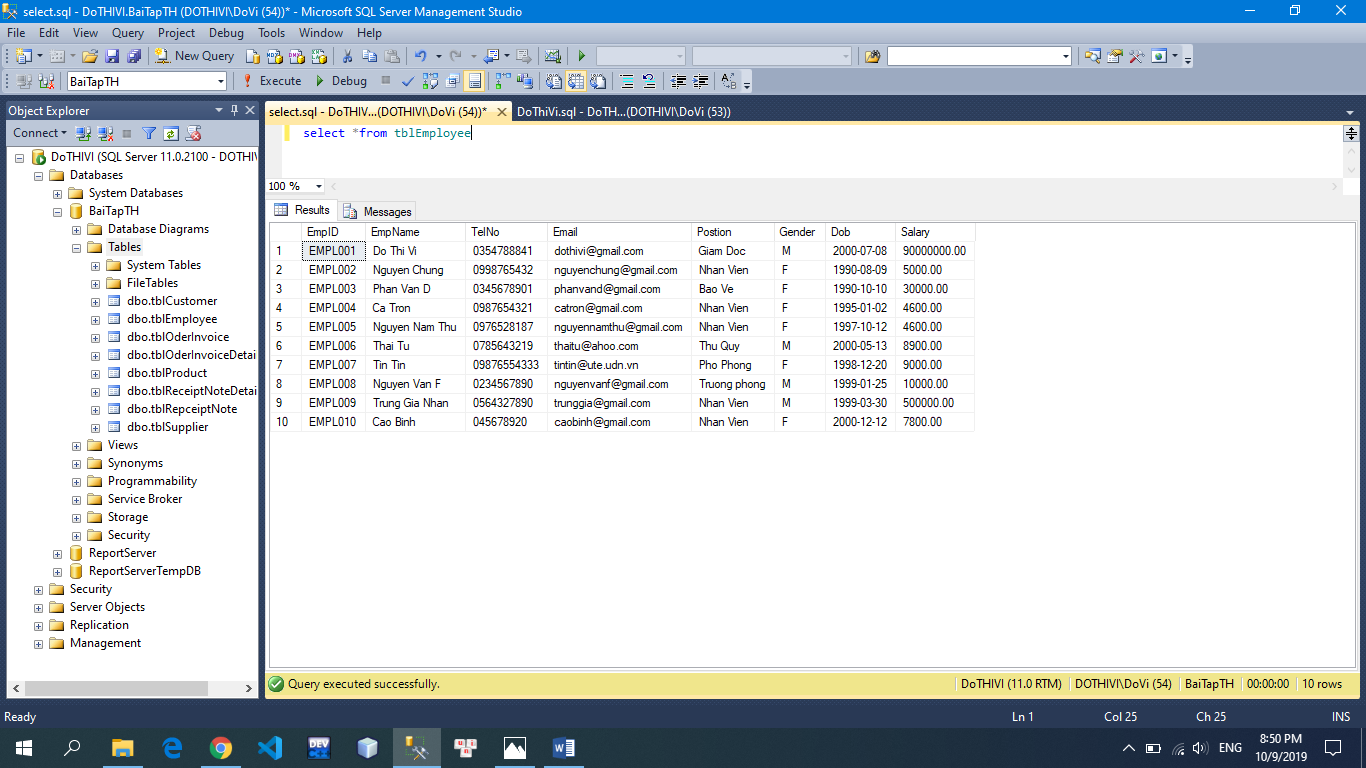 select.sql - DoTHIVI.BaiTapTH (DOTHIVI\DoVi (54))* - Microsoft SQL Server Management Studio
File Edit View Query Project Debug Tools Window Help
New Query
BaiTapTH Execute Debug
Object Explorer
Connect
DoTHIVI (SQL Server 11.0.2100 - DOTHI\
Databases
System Databases
BaiTapTH
Database Diagrams
Tables
System Tables
FileTables
dbo.tblCustomer
dbo.tblEmployee
dbo.tblOderInvoice
dbo.tblOderInvoiceDetai
dbo.tblProduct
dbo.tblReceiptNoteDetai
dbo.tblRepceiptNote
dbo.tblSupplier
Views
Synonyms
Programmability
Service Broker
Storage
Security
ReportServer
ReportServerTempDB
Security
Server Objects
Replication
Management
select.sql - DoTHIV...(DOTHIVI\DoVi (54))* DoThiVi.sql - DoTH...(DOTHIVI\DoVi (53))
select *from tblEmployee
100 %
Results Messages
EmpID EmpName TelNo Email Postion Gender Dob Salary
1 EMPL001 Do Thi Vi 0354788841 dothivi@gmail.com Giam Doc M 2000-07-08 90000000.00
2 EMPL002 Nguyen Chung 0998765432 nguyenchung@gmail.com Nhan Vien F 1990-08-09 5000.00
3 EMPL003 Phan Van D 0345678901 phanvand@gmail.com Bao Ve F 1990-10-10 30000.00
4 EMPL004 Ca Tron 0987654321 catron@gmail.com Nhan Vien F 1995-01-02 4600.00
5 EMPL005 Nguyen Nam Thu 0976528187 nguyennamthu@gmail.com Nhan Vien F 1997-10-12 4600.00
6 EMPL006 Thai Tu 0785643219 thaitu@ahoo.com Thu Quy M 2000-05-13 8900.00
7 EMPL007 Tin Tin 09876554333 tintin@ute.udn.vn Pho Phong F 1998-12-20 9000.00
8 EMPL008 Nguyen Van F 0234567890 nguyenvanf@gmail.com Truong phong M 1999-01-25 10000.00
9 EMPL009 Trung Gia Nhan 0564327890 trunggia@gmail.com Nhan Vien M 1999-03-30 500000.00
10 EMPL010 Cao Binh 045678920 caobinh@gmail.com Nhan Vien F 2000-12-12 7800.00
Query executed successfully. DoTHIVI (11.0 RTM) DOTHIVI\DoVi (54) BaiTapTH 00:00:00 10 rows
Ready Ln 1 Col 25 Ch 25 INS
DEV
ENG
8:50 PM
10/9/2019